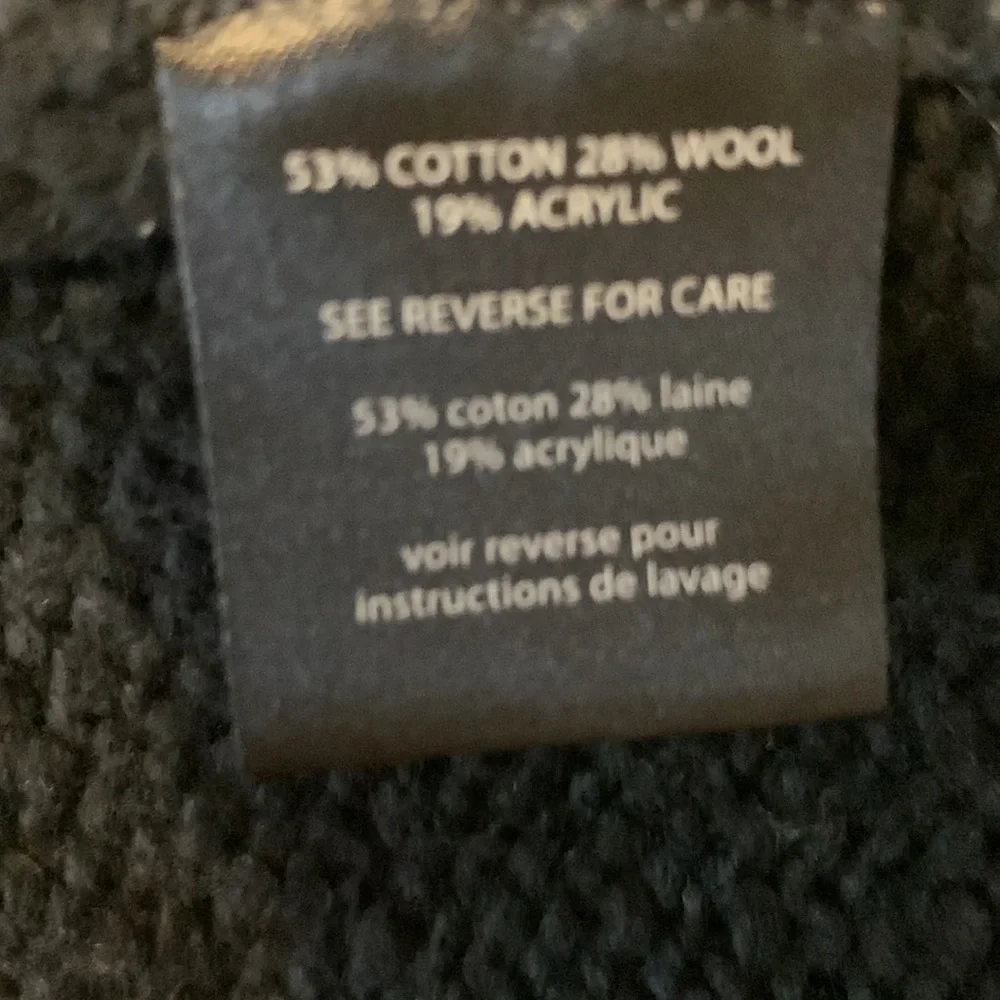 53% COTTON 28% WOOL
19% ACRYLIC
SEE REVERSE FOR CARE
53% coton 28% laine
19% acrylique
voir reverse pour
instructions de lavage